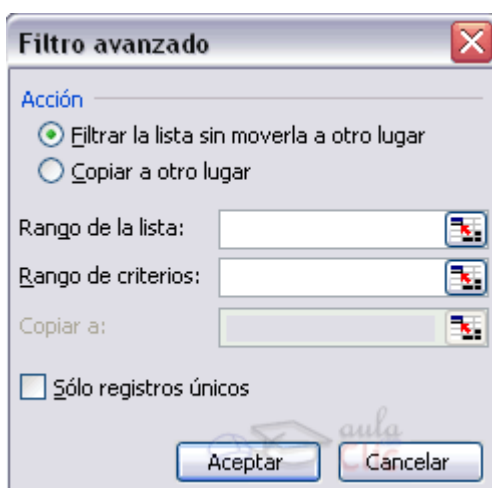 Filtro avanzado
Acción
Filtrar la lista sin moverla a otro lugar
Copiar a otro lugar
Rango de la lista:
Rango de criterios:
Copiar a:
Sólo registros únicos
aula
Clic
Aceptar Cancelar